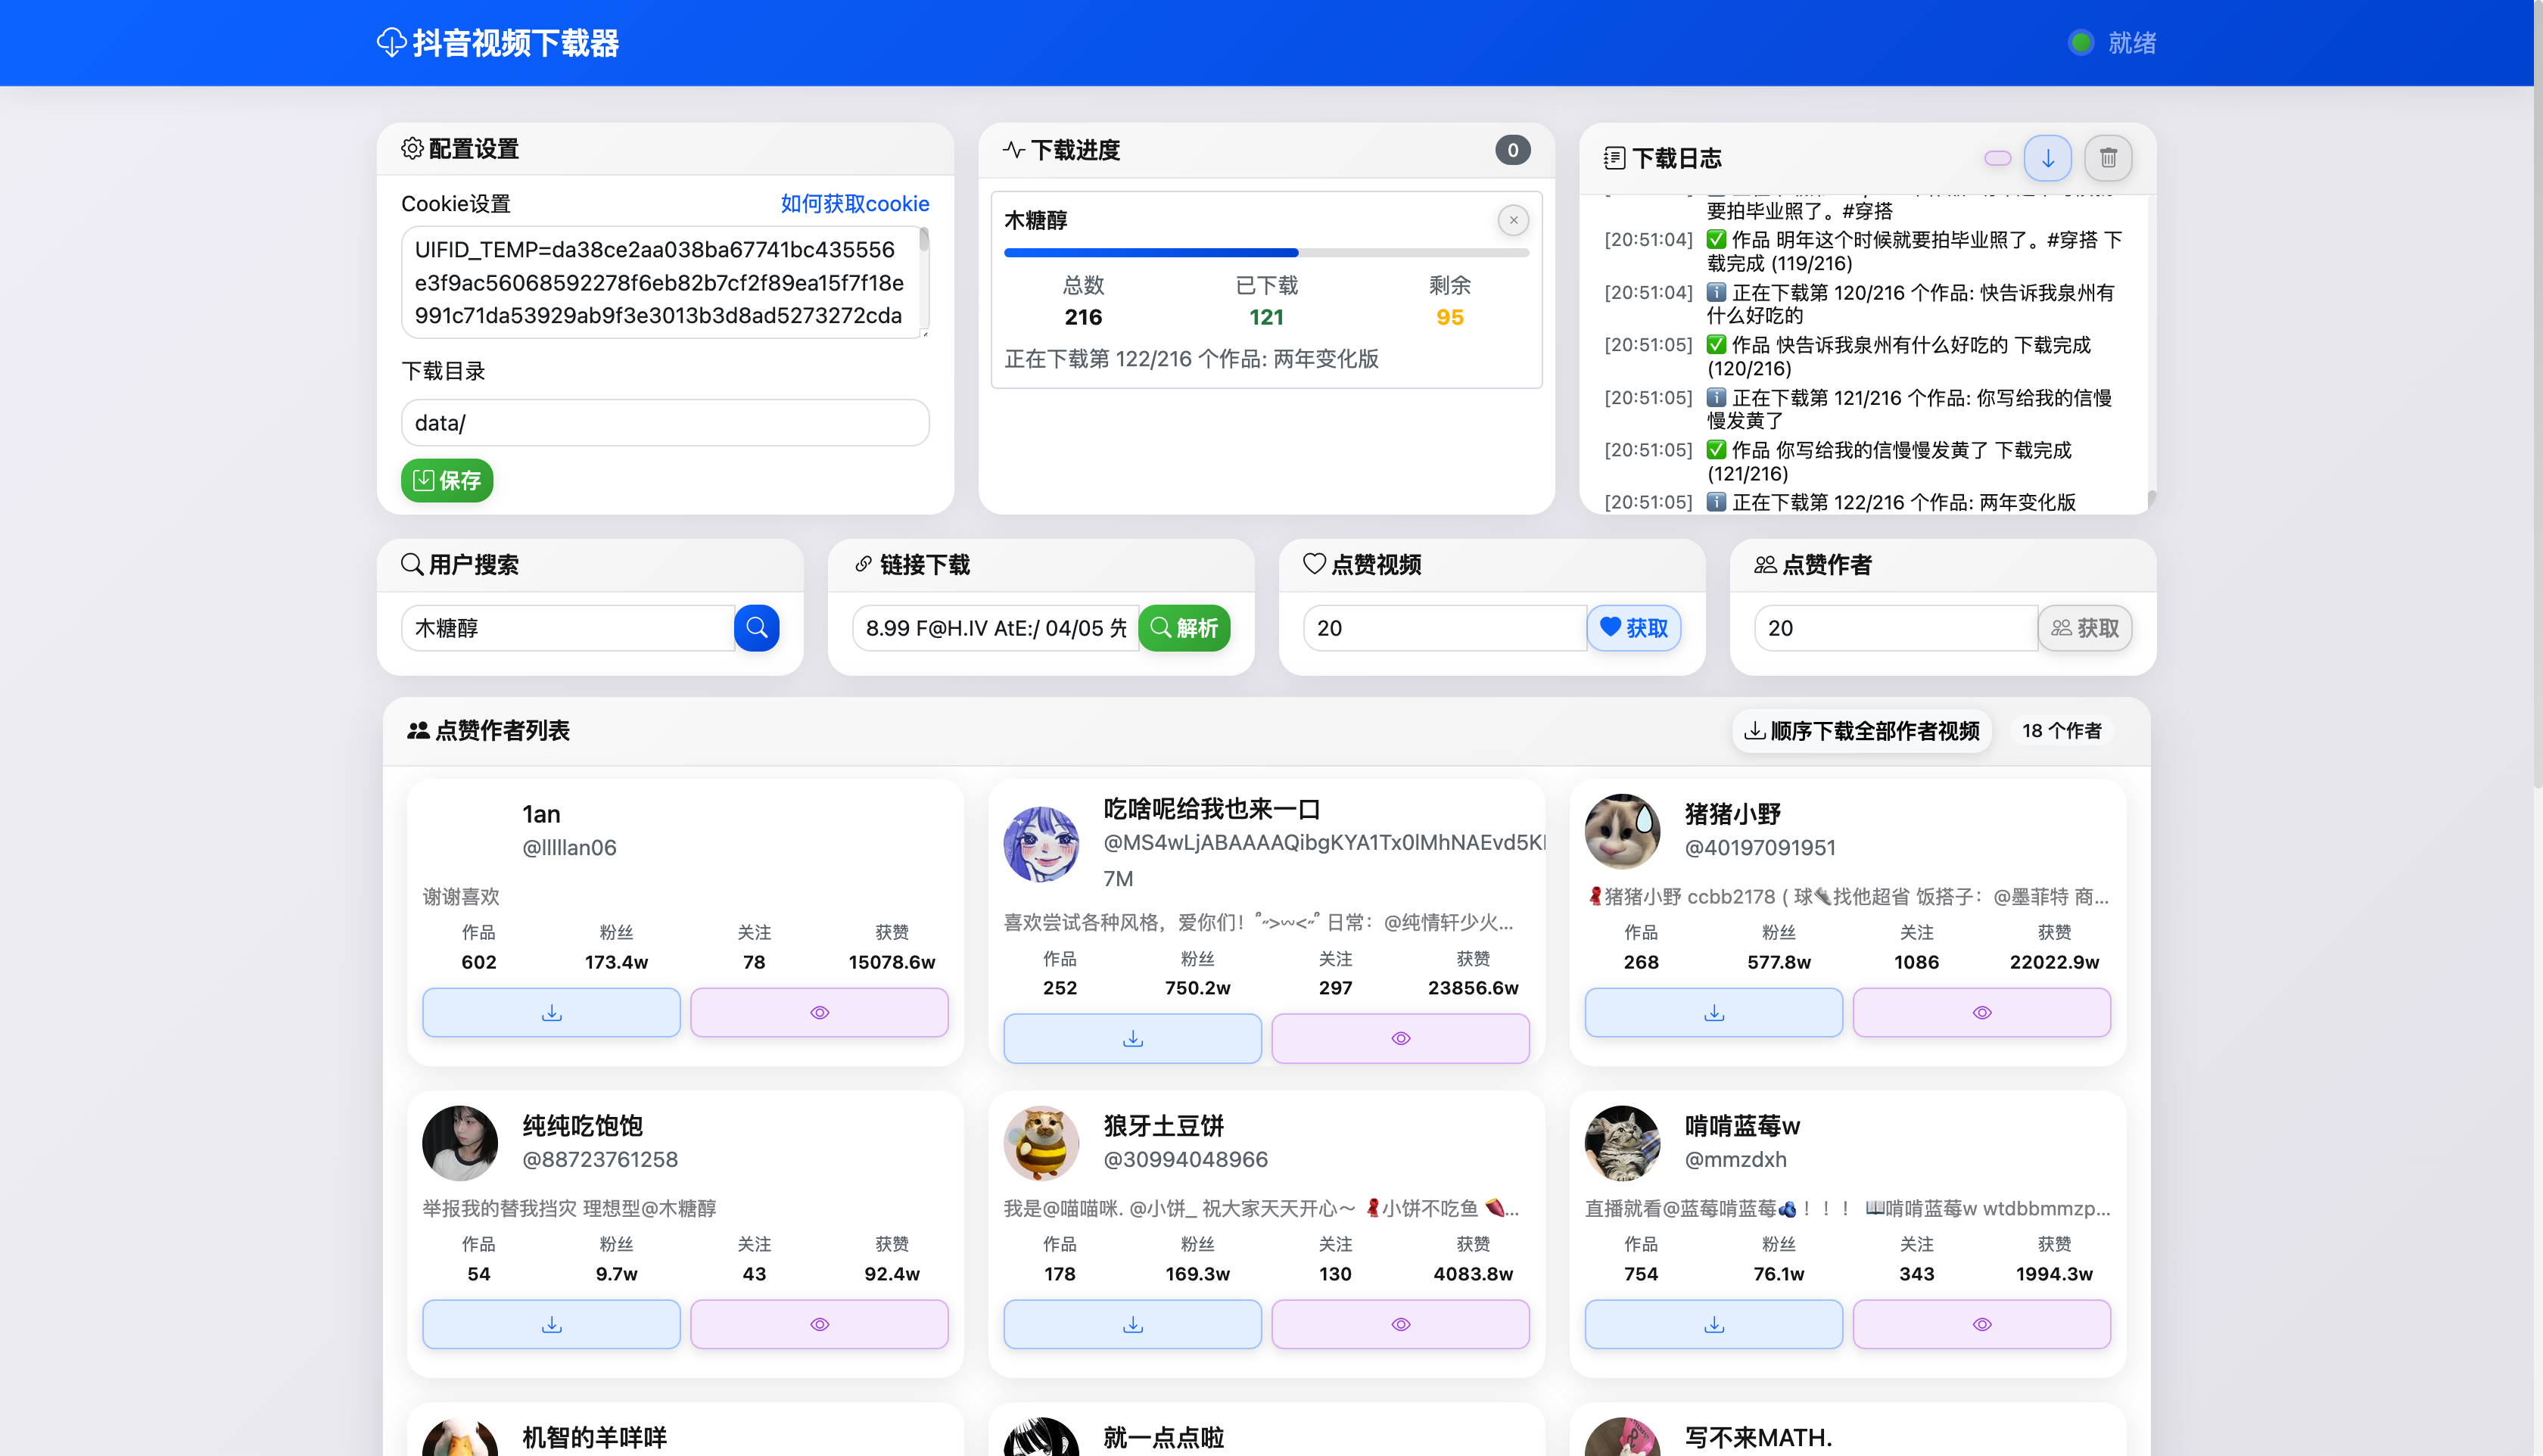 抖音视频下载器
就绪
配置设置
Cookie设置
如何获取cookie
UIFID_TEMP=da38ce2aa038ba67741bc435556
e3f9ac56068592278f6eb82b7cf2f89ea15f7f18e
991c71da53929ab9f3e3013b3d8ad5273272cda
下载目录
data/
保存
下载进度
0
木糖醇
总数
已下载
剩余
216
121
95
正在下载第 122/216 个作品: 两年变化版
下载日志
要拍毕业照了。#穿搭
[20:51:04] ✅ 作品 明年这个时候就要拍毕业照了。#穿搭 下
载完成 (119/216)
[20:51:04] ℹ️ 正在下载第 120/216 个作品: 快告诉我泉州有
什么好吃的
[20:51:05] ✅ 作品 快告诉我泉州有什么好吃的 下载完成
(120/216)
[20:51:05] ℹ️ 正在下载第 121/216 个作品: 你写给我的信慢
慢发黄了
[20:51:05] ✅ 作品 你写给我的信慢慢发黄了 下载完成
(121/216)
[20:51:05] ℹ️ 正在下载第 122/216 个作品: 两年变化版
用户搜索
木糖醇
链接下载
8.99 F@H.IV AtE:/ 04/05 先
解析
点赞视频
20
获取
点赞作者
20
获取
点赞作者列表
顺序下载全部作者视频
18 个作者
1an
@lllllan06
谢谢喜欢
作品 粉丝 关注 获赞
602 173.4w 78 15078.6w
吃啥呢给我也来一口
@MS4wLjABAAAAQibgKYA1Tx0lMhNAEvd5K
7M
喜欢尝试各种风格，爱你们！ 日常：@纯情轩少火...
作品 粉丝 关注 获赞
252 750.2w 297 23856.6w
猪猪小野
@40197091951
猪猪小野 ccbb2178 ( 球 找他超省 饭搭子：@墨菲特 商...
作品 粉丝 关注 获赞
268 577.8w 1086 22022.9w
纯纯吃饱饱
@88723761258
举报我的替我挡灾 理想型@木糖醇
作品 粉丝 关注 获赞
54 9.7w 43 92.4w
狼牙土豆饼
@30994048966
我是@喵喵咪. @小饼_ 祝大家天天开心～ 小饼不吃鱼 🍠...
作品 粉丝 关注 获赞
178 169.3w 130 4083.8w
啃啃蓝莓w
@mmzdxh
直播就看@蓝莓啃蓝莓🫐！！！ 📖啃啃蓝莓w wtdbbmmzp...
作品 粉丝 关注 获赞
754 76.1w 343 1994.3w
机智的羊咩咩
就一点点啦
写不来MATH.